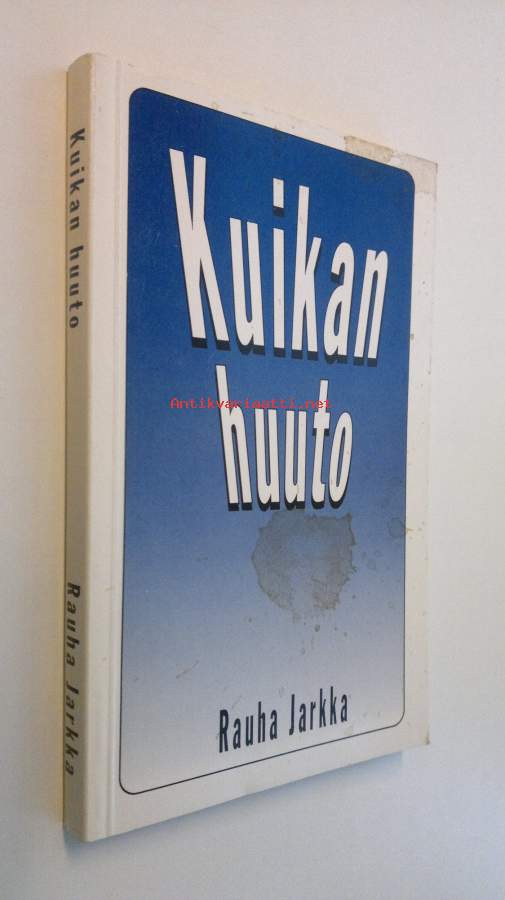 Kuikan huuto
Rauha Jarkka
Kuikan
Antikvariaatti.net
huuto
Rauha Jarkka